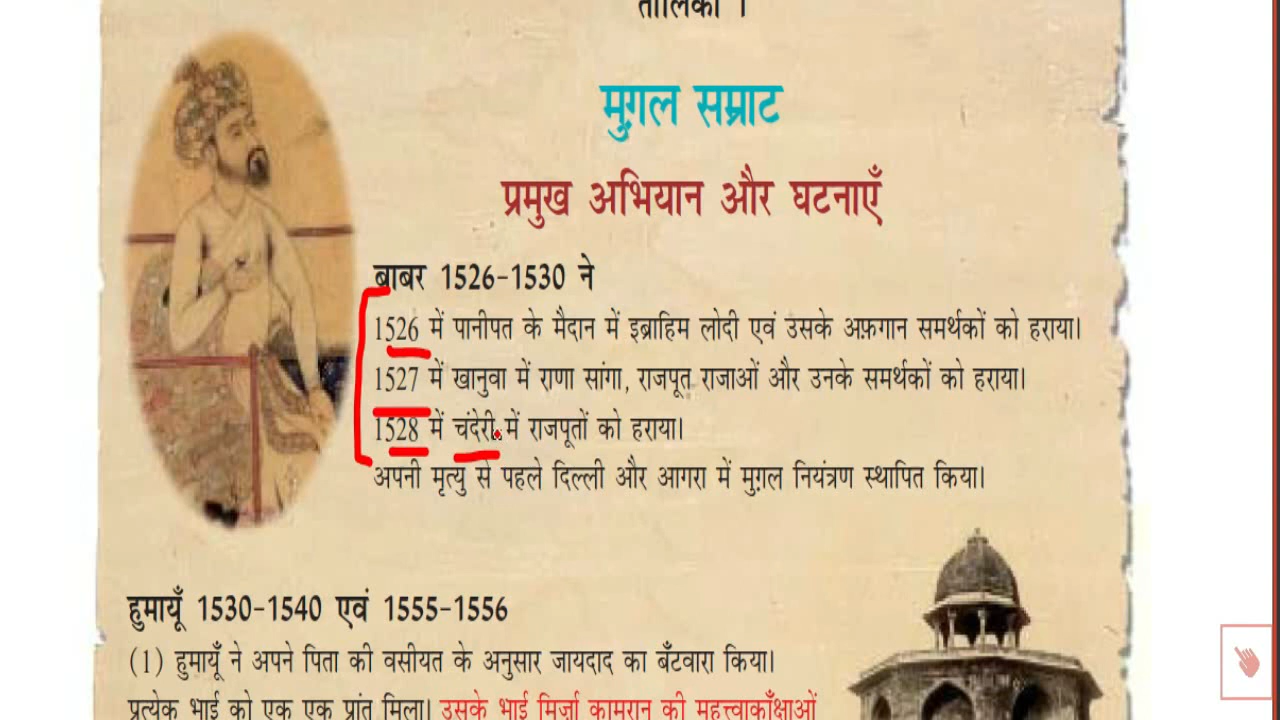 तालिका ।
मुग़ल सम्राट
प्रमुख अभियान और घटनाएँ
बाबर 1526-1530 ने
1526 में पानीपत के मैदान में इब्राहिम लोदी एवं उसके अफ़गान समर्थकों को हराया।
1527 में खानुवा में राणा सांगा, राजपूत राजाओं और उनके समर्थकों को हराया।
1528 में चंदेरी में राजपूतों को हराया।
अपनी मृत्यु से पहले दिल्ली और आगरा में मुग़ल नियंत्रण स्थापित किया।
हुमायूँ 1530-1540 एवं 1555-1556
(1) हुमायूँ ने अपने पिता की वसीयत के अनुसार जायदाद का बँटवारा किया।
प्रत्येक भाई को एक एक प्रांत मिला। उसके भाई मिर्ज़ा कामरान की महत्त्वाकाँक्षाओं